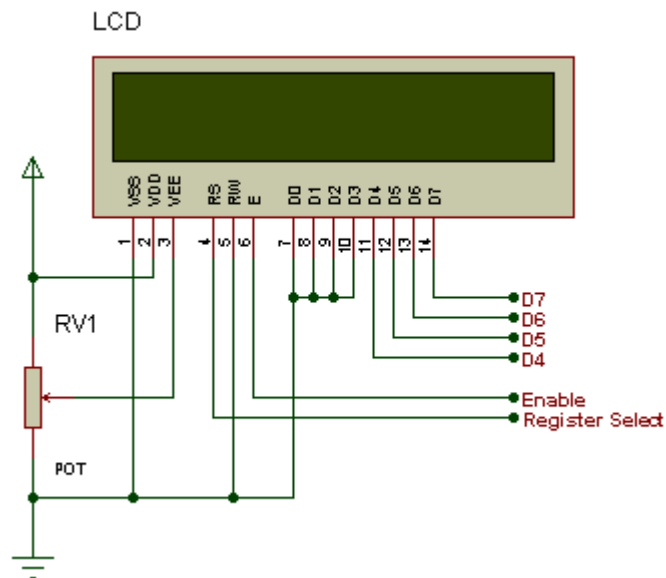 LCD
VSS VDD VEE RS RW E D0 D1 D2 D3 D4 D5 D6 D7
1 2 3 4 5 6 7 8 9 10 11 12 13 14
D7
RV1
D6
D5
D4
Enable
Register Select
POT